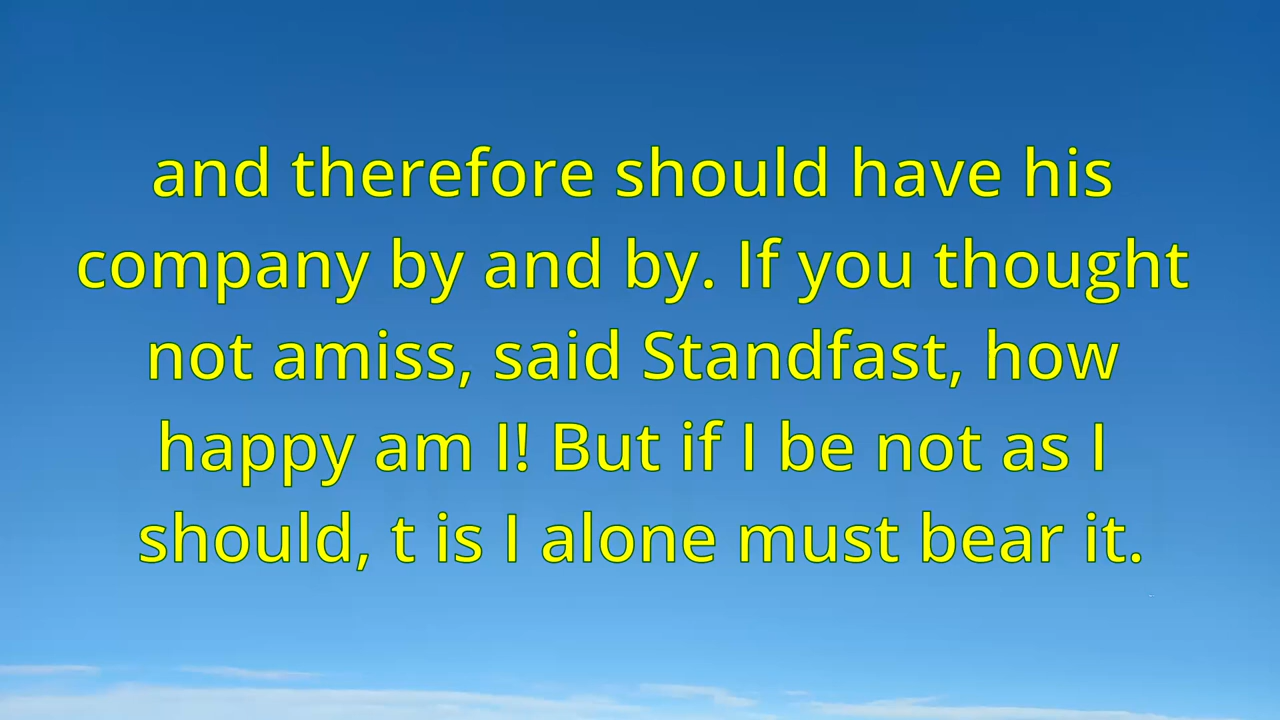 and therefore should have his
company by and by. If you thought
not amiss, said Standfast, how
happy am I! But if I be not as I
should, t is I alone must bear it.